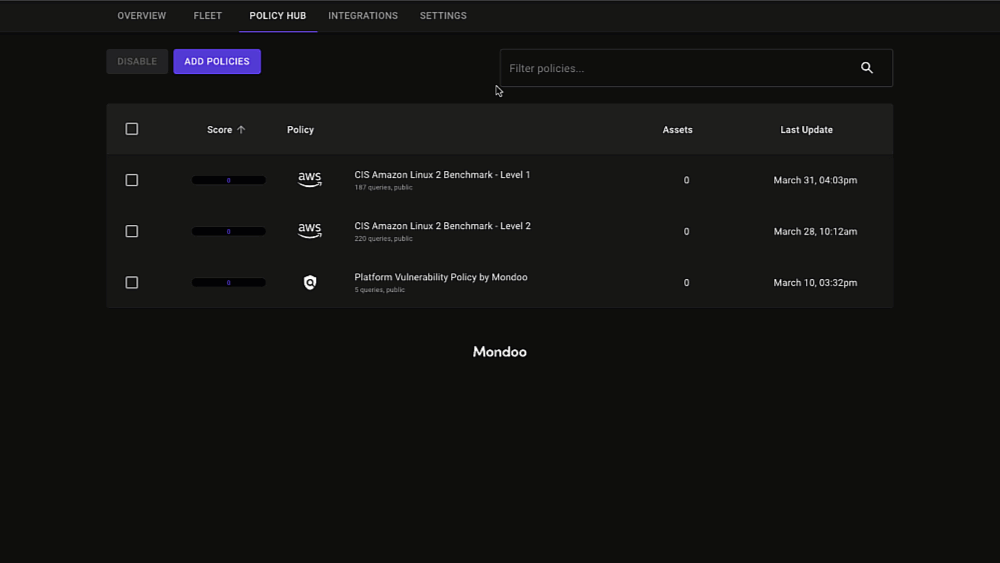 OVERVIEW FLEET POLICY HUB INTEGRATIONS SETTINGS
DISABLE ADD POLICIES Filter policies...
Score Policy Assets Last Update
0 aws CIS Amazon Linux 2 Benchmark - Level 1 0 March 31, 04:03pm
187 queries, public
0 aws CIS Amazon Linux 2 Benchmark - Level 2 0 March 28, 10:12am
220 queries, public
0 Platform Vulnerability Policy by Mondoo 0 March 10, 03:32pm
5 queries, public
Mondoo